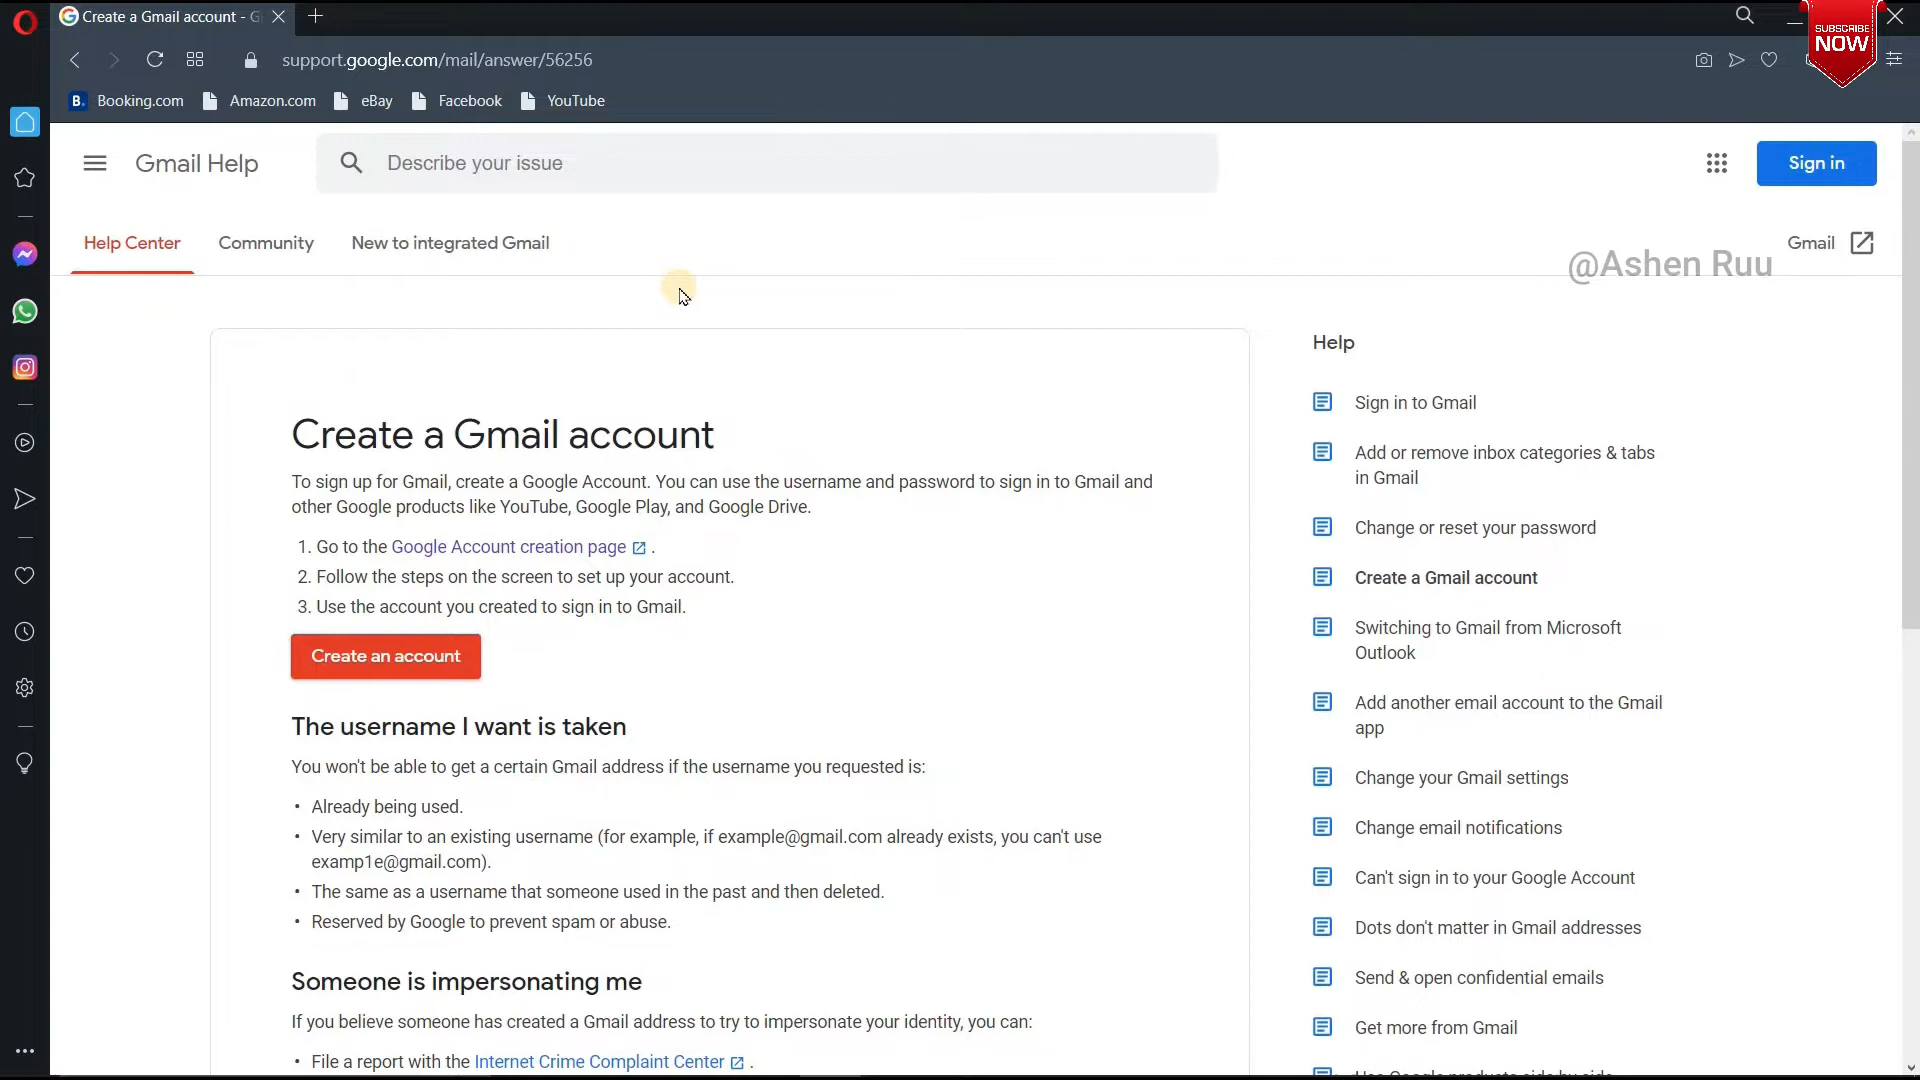 Create a Gmail account - G
SUBSCRIBE
NOW
support.google.com/mail/answer/56256
B. Booking.com Amazon.com eBay Facebook YouTube
Gmail Help
Describe your issue
Sign in
Help Center Community New to integrated Gmail
Gmail
@Ashen Ruu
Create a Gmail account
To sign up for Gmail, create a Google Account. You can use the username and password to sign in to Gmail and
other Google products like YouTube, Google Play, and Google Drive.
1. Go to the Google Account creation page .
2. Follow the steps on the screen to set up your account.
3. Use the account you created to sign in to Gmail.
Create an account
The username I want is taken
You won't be able to get a certain Gmail address if the username you requested is:
• Already being used.
• Very similar to an existing username (for example, if example@gmail.com already exists, you can't use
examp1e@gmail.com).
• The same as a username that someone used in the past and then deleted.
• Reserved by Google to prevent spam or abuse.
Someone is impersonating me
If you believe someone has created a Gmail address to try to impersonate your identity, you can:
• File a report with the Internet Crime Complaint Center .
Help
Sign in to Gmail
Add or remove inbox categories & tabs
in Gmail
Change or reset your password
Create a Gmail account
Switching to Gmail from Microsoft
Outlook
Add another email account to the Gmail
app
Change your Gmail settings
Change email notifications
Can't sign in to your Google Account
Dots don't matter in Gmail addresses
Send & open confidential emails
Get more from Gmail